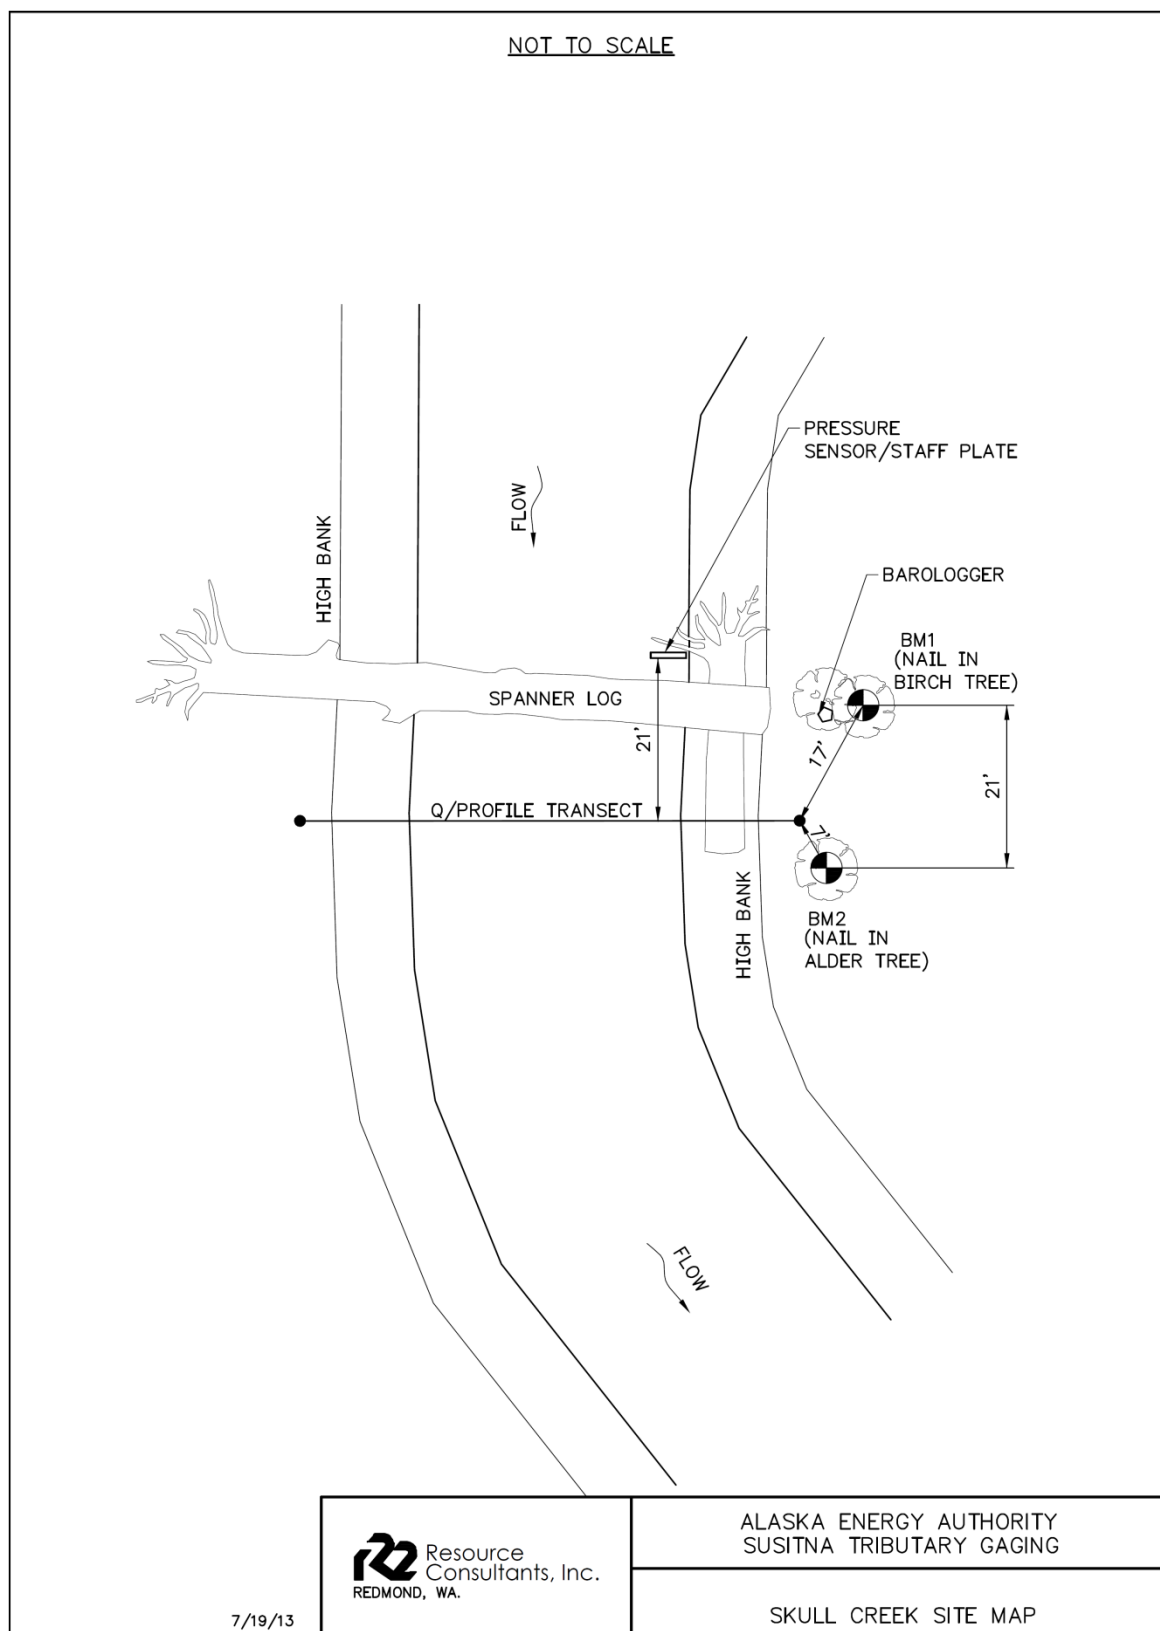 NOT TO SCALE
PRESSURE
SENSOR/STAFF PLATE
FLOW
HIGH BANK
BAROLOGGER
BM1
(NAIL IN
BIRCH TREE)
SPANNER LOG
21'
17'
21'
Q/PROFILE TRANSECT
7'
HIGH BANK
BM2
(NAIL IN
ALDER TREE)
FLOW
r22 Resource
Consultants, Inc.
REDMOND, WA.
ALASKA ENERGY AUTHORITY
SUSITNA TRIBUTARY GAGING
7/19/13
SKULL CREEK SITE MAP